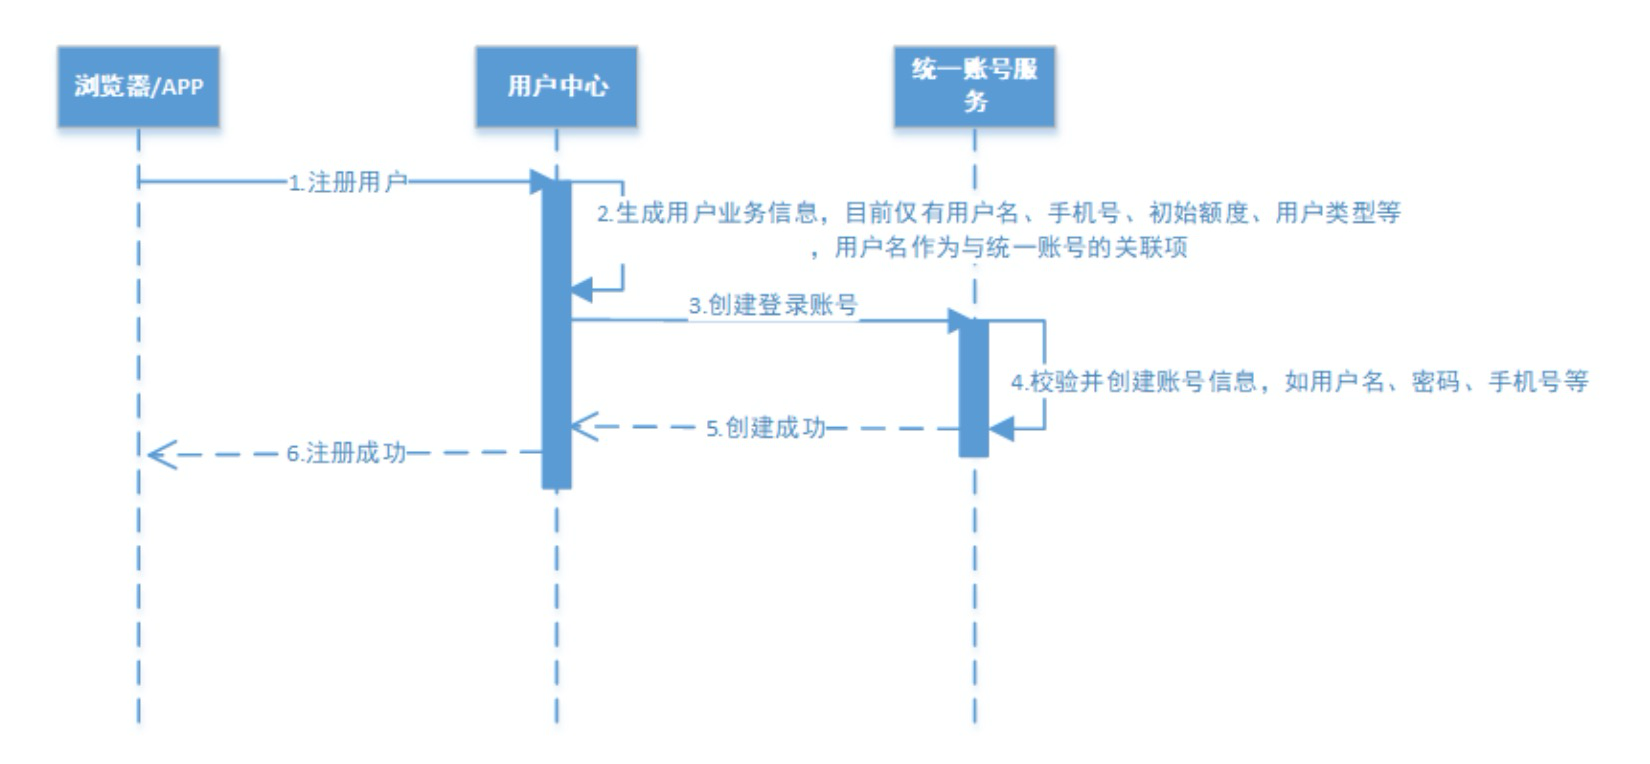 浏览器/APP
用户中心
统一账号服
务
1.注册用户
2.生成用户业务信息，目前仅有用户名、手机号、初始额度、用户类型等
，用户名作为与统一账号的关联项
3.创建登录账号
4.校验并创建账号信息，如用户名、密码、手机号等
5.创建成功
6.注册成功